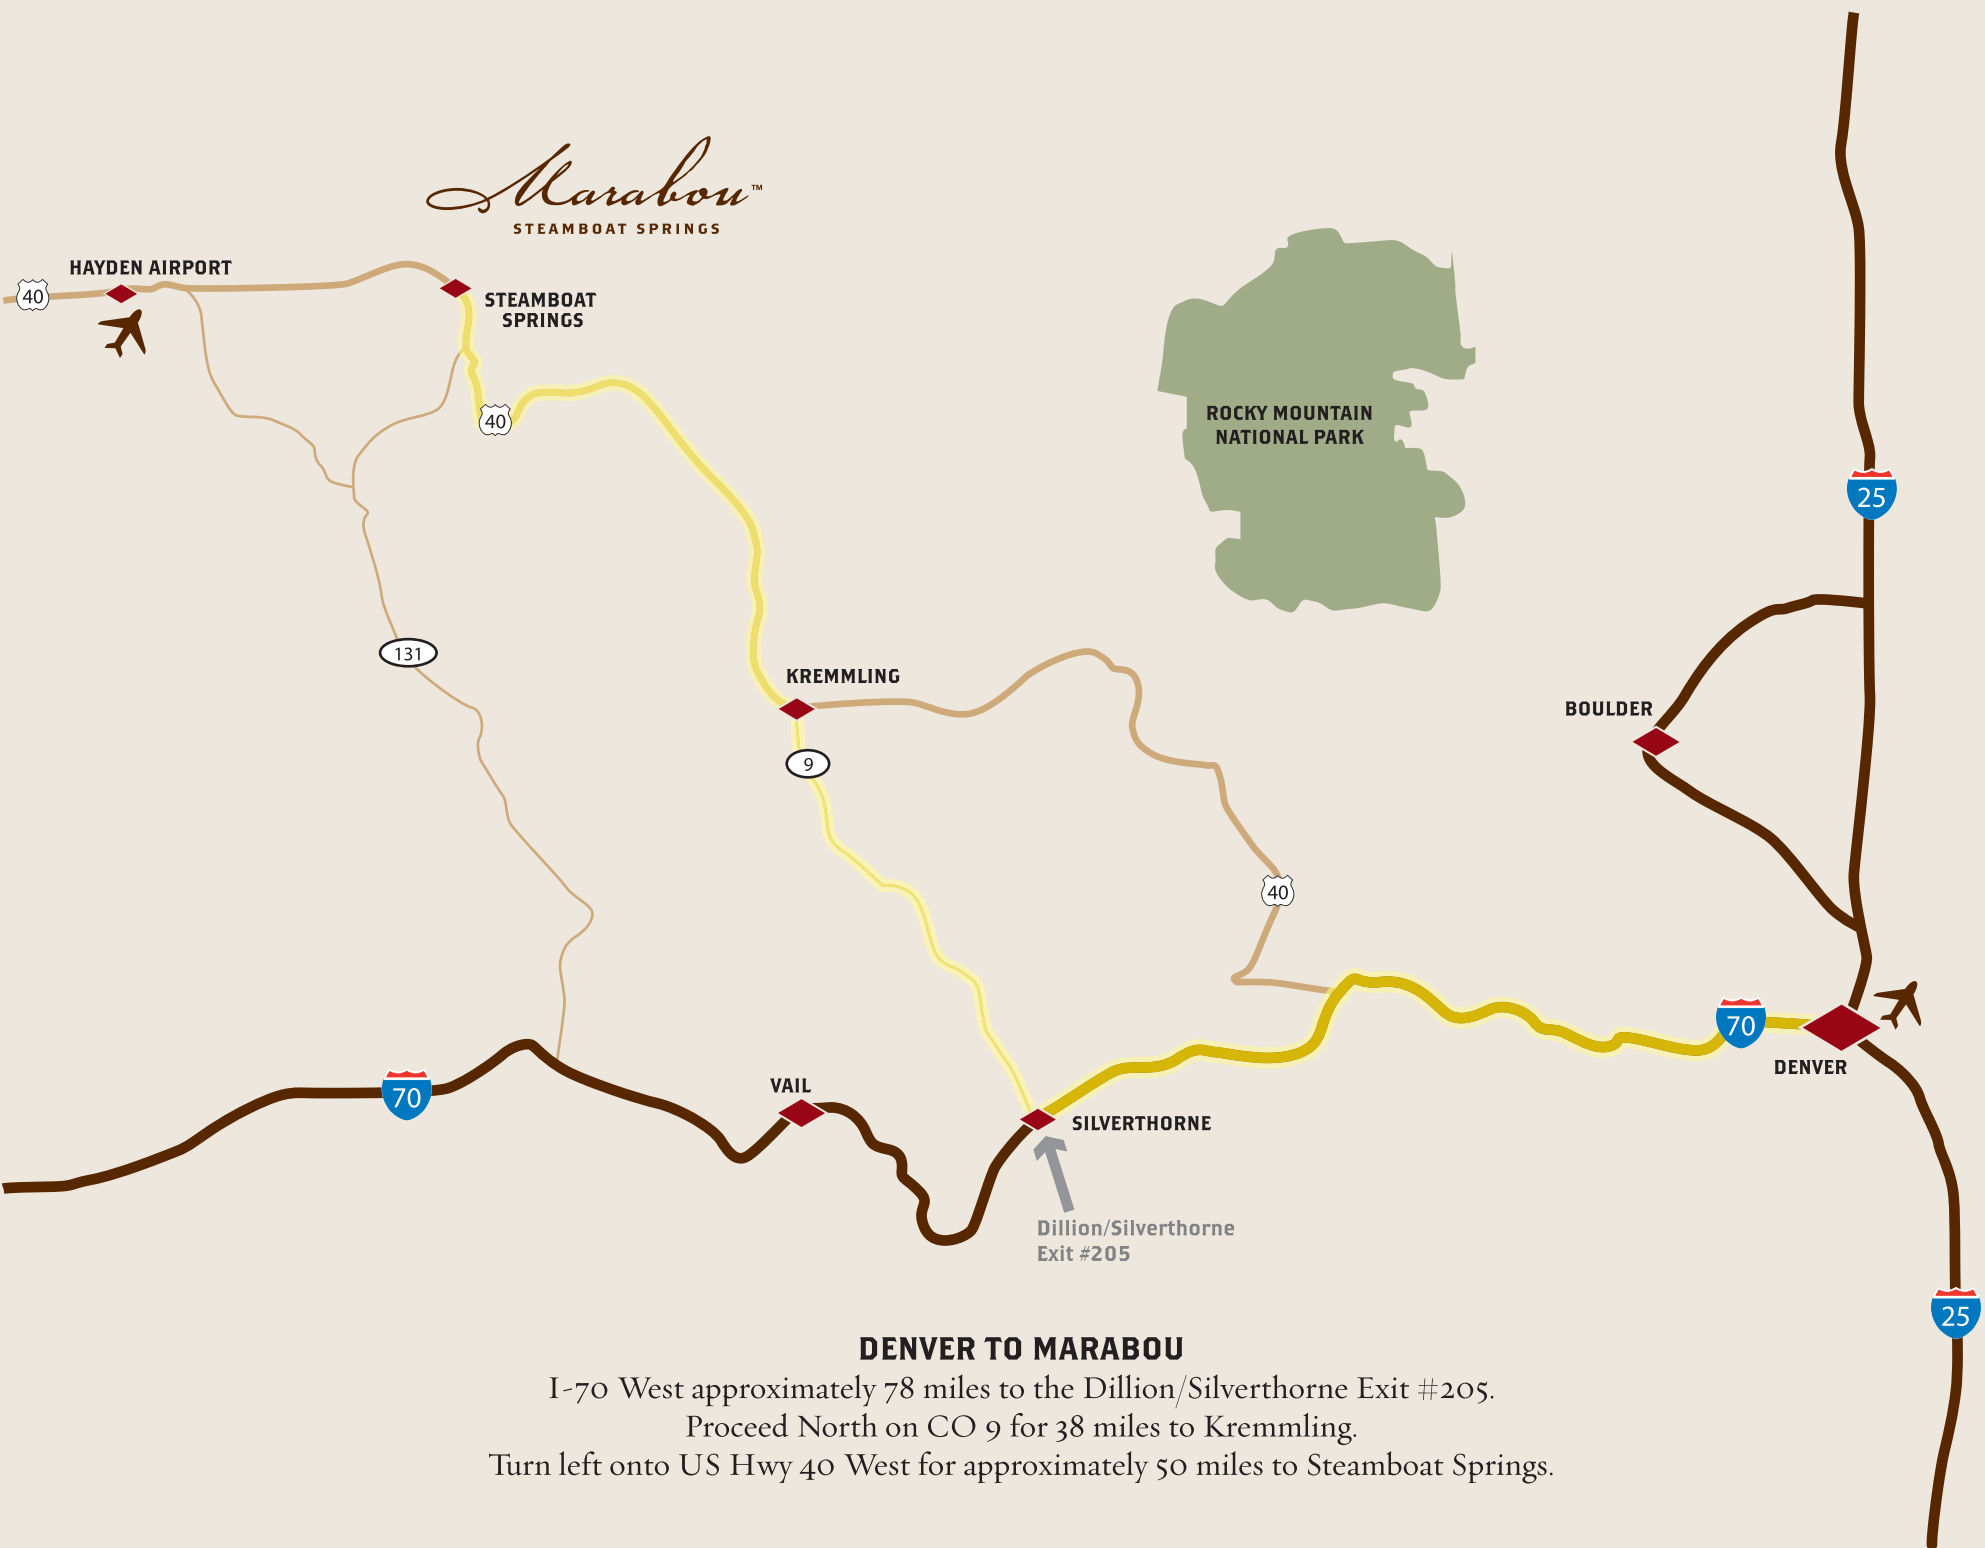 Marabou™
STEAMBOAT SPRINGS
HAYDEN AIRPORT
40
STEAMBOAT
SPRINGS
40
ROCKY MOUNTAIN
NATIONAL PARK
25
131
KREMMLING
BOULDER
9
40
70
DENVER
70
VAIL
SILVERTHORNE
Dillion/Silverthorne
Exit #205
25
DENVER TO MARABOU
I-70 West approximately 78 miles to the Dillion/Silverthorne Exit #205.
Proceed North on CO 9 for 38 miles to Kremmling.
Turn left onto US Hwy 40 West for approximately 50 miles to Steamboat Springs.